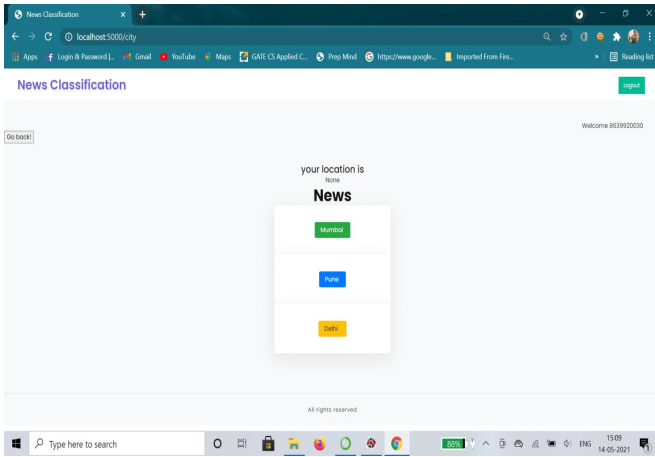 News Classification
localhost:5000/city
Apps Login & Password |... Gmail YouTube Maps GATE CS Applied C... Prep Mind https://www.google... Imported From Fire... » Reading list
News Classification
Logout
Welcome 8639920030
Go back!
your location is
None
News
Mumbai
Pune
Delhi
All rights reserved
Type here to search
88%
ENG
15:09
14-05-2021
1